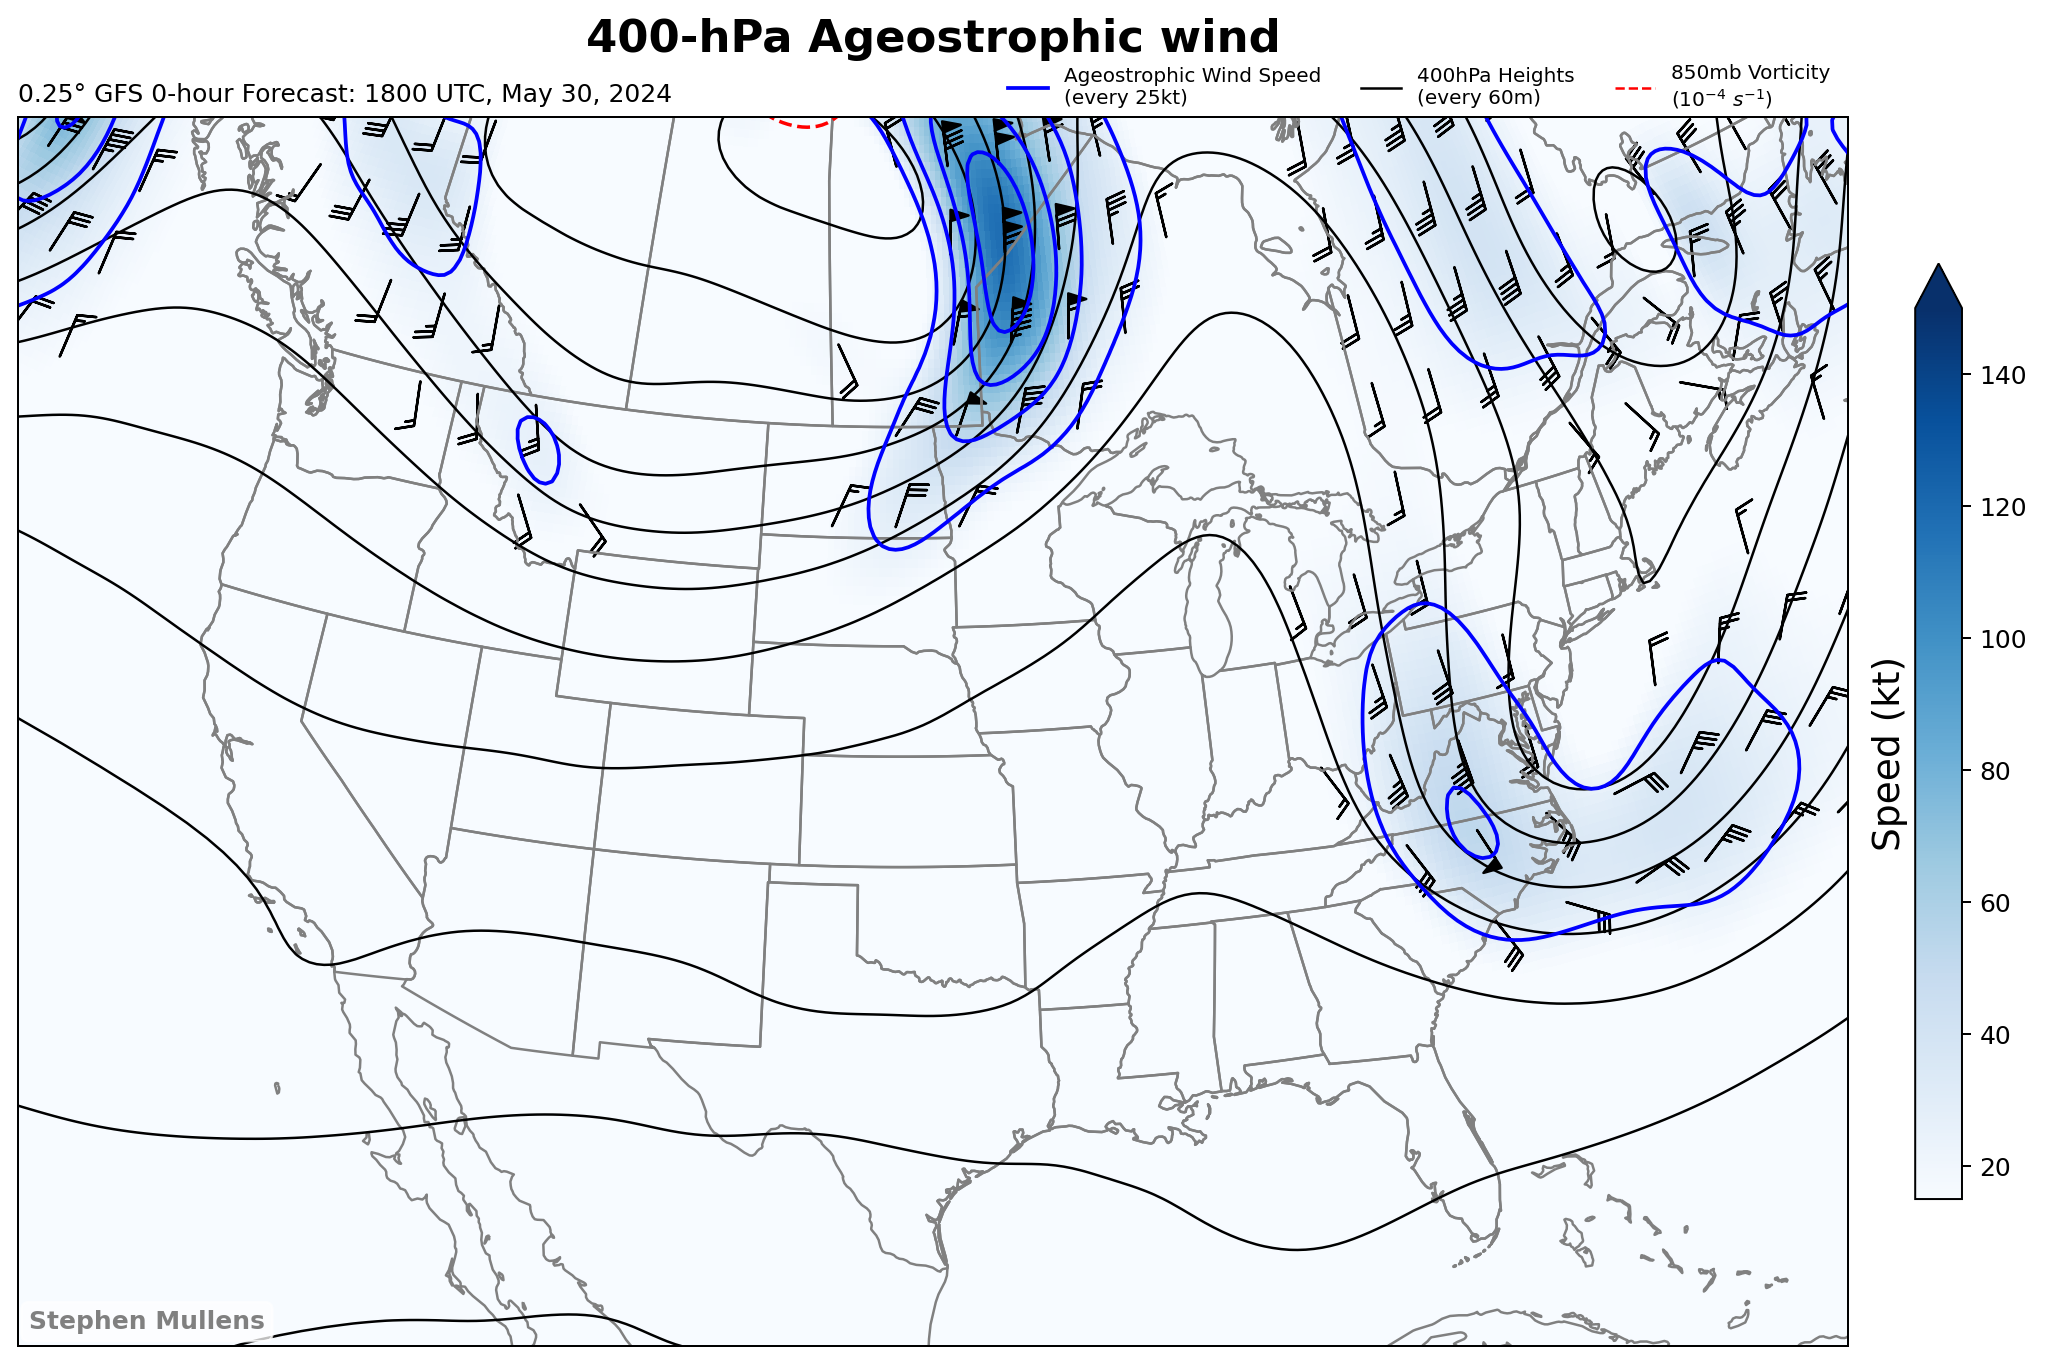 400-hPa Ageostrophic wind
0.25° GFS 0-hour Forecast: 1800 UTC, May 30, 2024
Ageostrophic Wind Speed
(every 25kt)
400hPa Heights
(every 60m)
850mb Vorticity
(10⁻⁴ s⁻¹)
140
120
100
80
60
40
20
Speed (kt)
Stephen Mullens